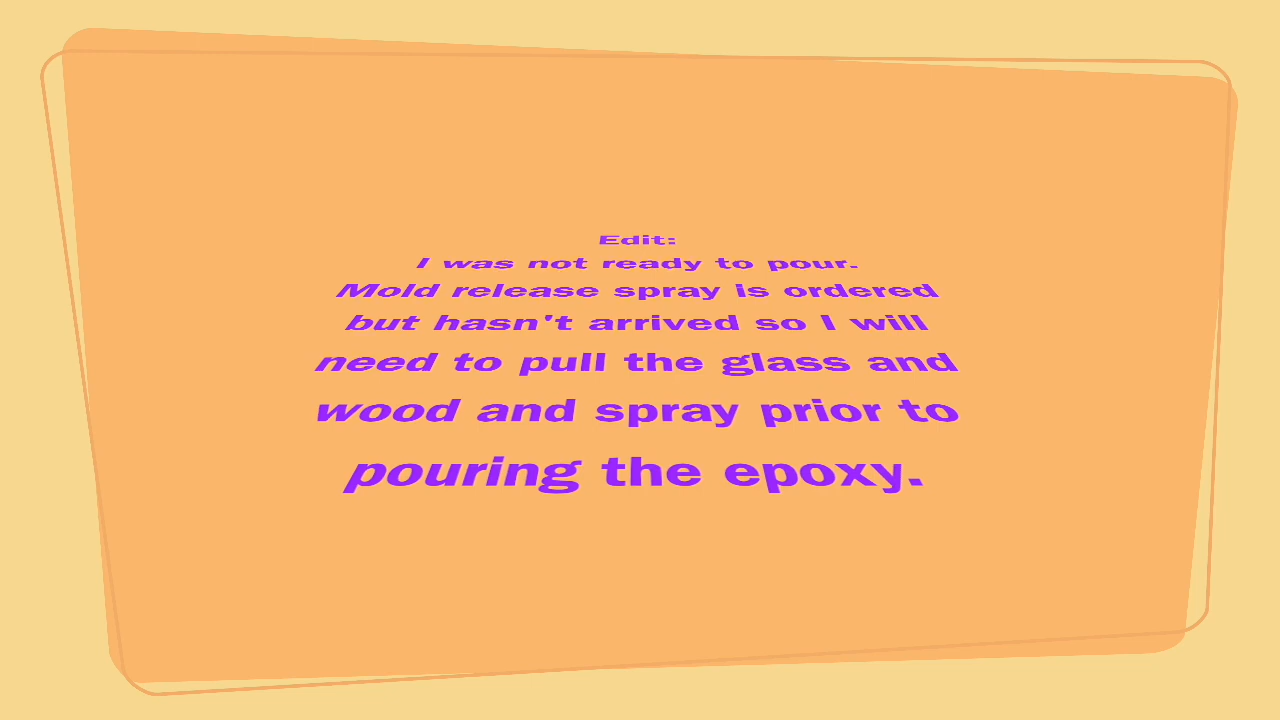 Edit:
I was not ready to pour.
Mold release spray is ordered
but hasn't arrived so I will
need to pull the glass and
wood and spray prior to
pouring the epoxy.